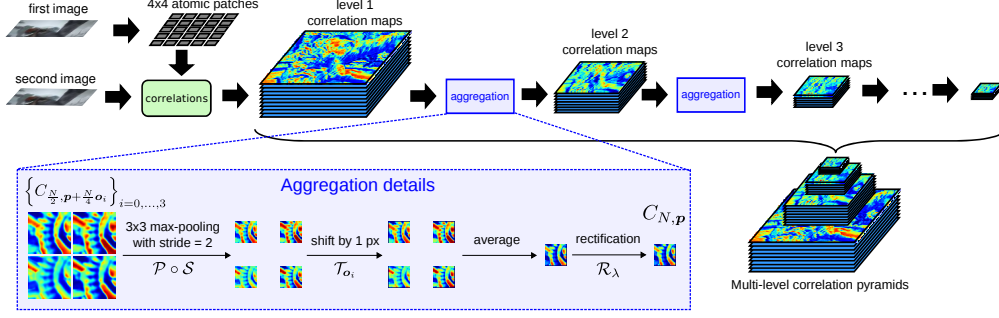 first image
4x4 atomic patches
level 1
correlation maps
level 2
correlation maps
level 3
correlation maps
second image
correlations
aggregation
aggregation
...
Aggregation details
{C_{N/2, p+N/4 o_i}}_{i=0,...,3}
3x3 max-pooling
with stride = 2
𝒫 ∘ 𝒮
shift by 1 px
𝒯_{o_i}
average
rectification
ℛ_λ
C_{N,p}
Multi-level correlation pyramids